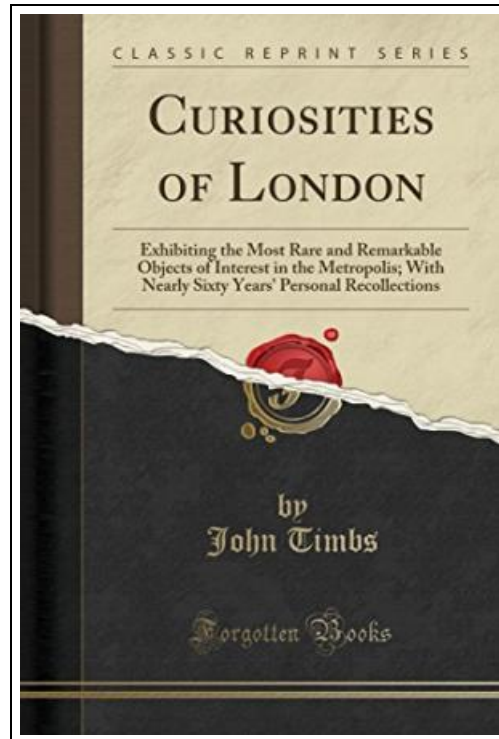 CLASSIC REPRINT SERIES
CURIOSITIES
OF LONDON
Exhibiting the Most Rare and Remarkable
Objects of Interest in the Metropolis; With
Nearly Sixty Years' Personal Recollections
by
John Timbs
Forgotten Books